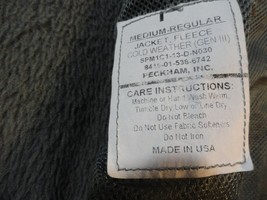 MEDIUM-REGULAR
JACKET, FLEECE
COLD WEATHER (GEN III)
SPM1C1-13-D-N030
8415-01-538-6742
PECKHAM, INC.
CARE INSTRUCTIONS:
Machine or Hand Wash Warm,
Tumble Dry Low or Line Dry
Do Not Bleach
Do Not Use Fabric Softeners
Do Not Iron
MADE IN USA